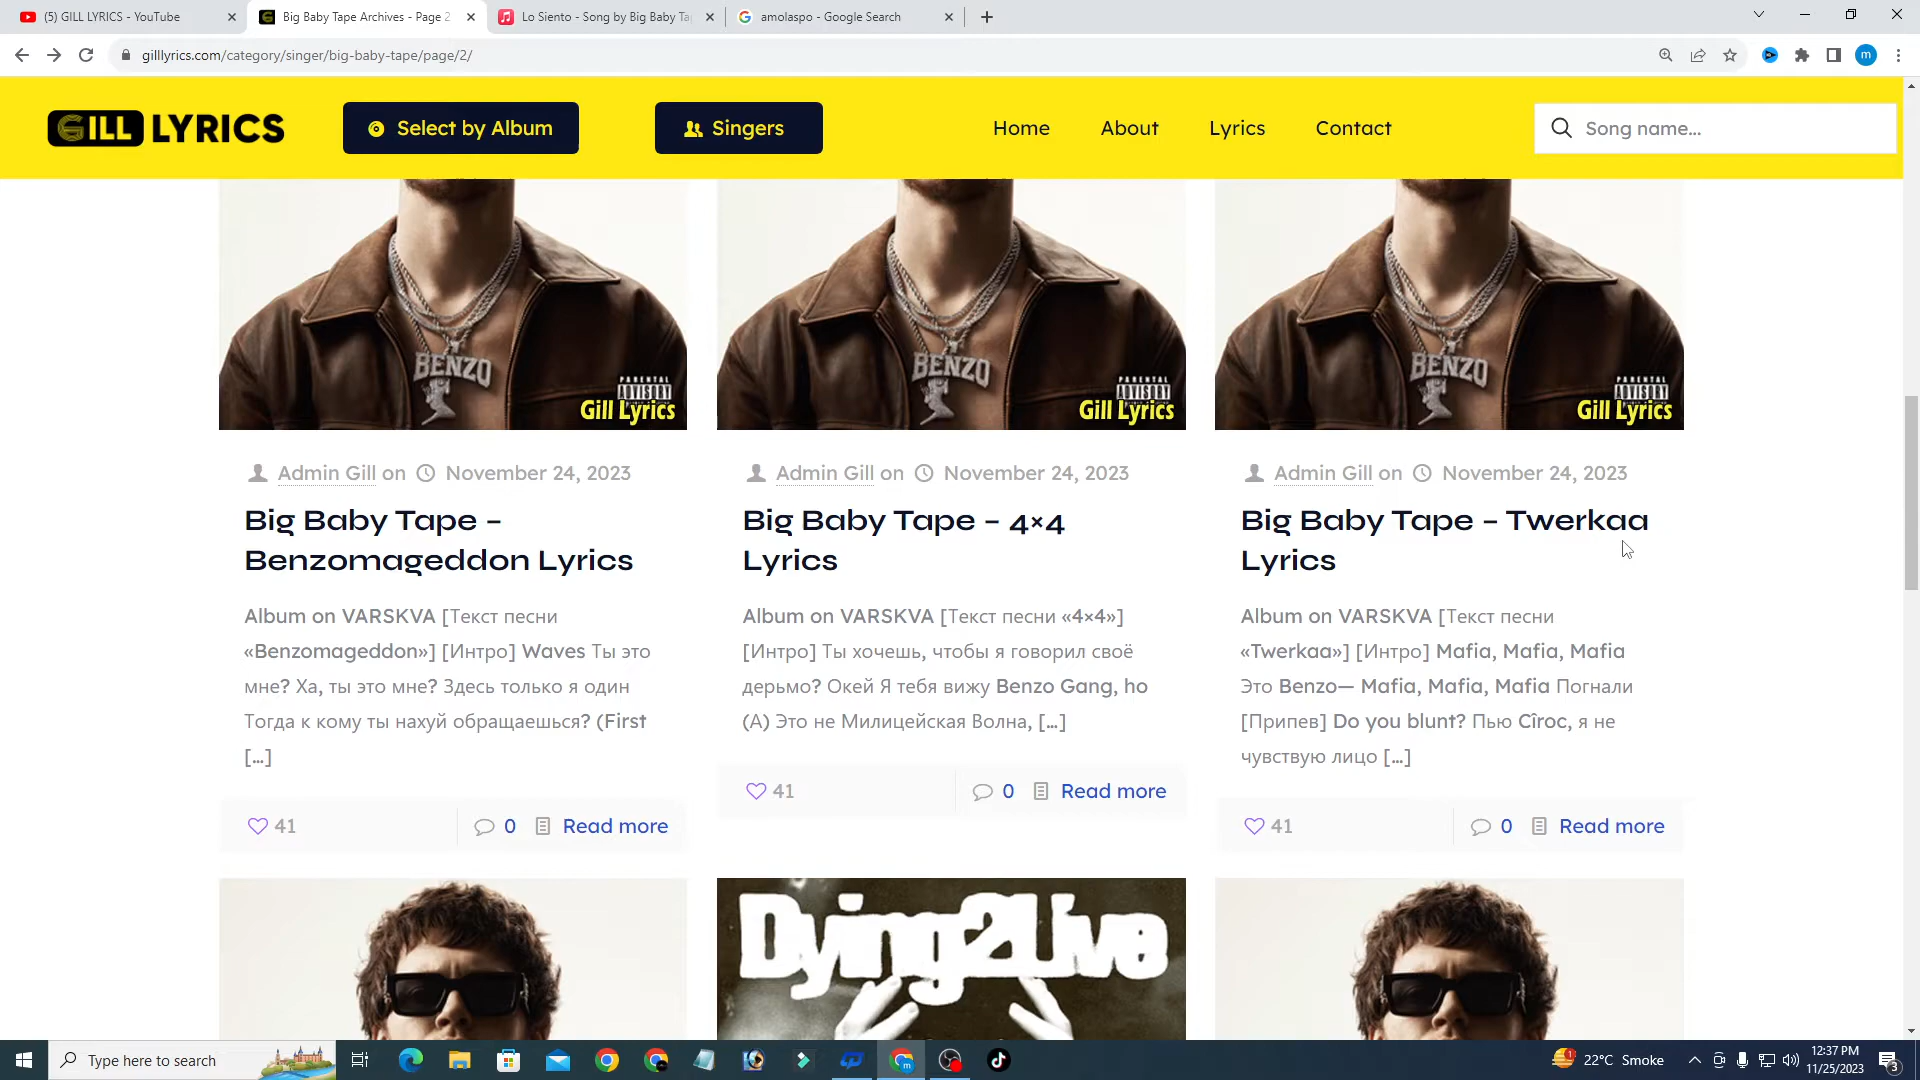 (5) GILL LYRICS - YouTube
Big Baby Tape Archives - Page 2
Lo Siento - Song by Big Baby Ta
amolaspo - Google Search
gilllyrics.com/category/singer/big-baby-tape/page/2/
m
GILL LYRICS
Select by Album
Singers
Home
About
Lyrics
Contact
Song name...
BENZO
PARENTAL
ADVISORY
Gill Lyrics
BENZO
PARENTAL
ADVISORY
Gill Lyrics
BENZO
PARENTAL
ADVISORY
Gill Lyrics
Admin Gill on November 24, 2023
Big Baby Tape –
Benzomageddon Lyrics
Album on VARSKVA [Текст песни
«Benzomageddon»] [Интро] Waves Ты это
мне? Ха, ты это мне? Здесь только я один
Тогда к кому ты нахуй обращаешься? (First
[…]
41
0
Read more
Admin Gill on November 24, 2023
Big Baby Tape – 4×4
Lyrics
Album on VARSKVA [Текст песни «4×4»]
[Интро] Ты хочешь, чтобы я говорил своё
дерьмо? Окей Я тебя вижу Benzo Gang, ho
(А) Это не Милицейская Волна, […]
41
0
Read more
Admin Gill on November 24, 2023
Big Baby Tape – Twerkaa
Lyrics
Album on VARSKVA [Текст песни
«Twerkaa»] [Интро] Mafia, Mafia, Mafia
Это Benzo— Mafia, Mafia, Mafia Погнали
[Припев] Do you blunt? Пью Cîroc, я не
чувствую лицо […]
41
0
Read more
Dying2Live
Type here to search
22°C Smoke
12:37 PM
11/25/2023
3